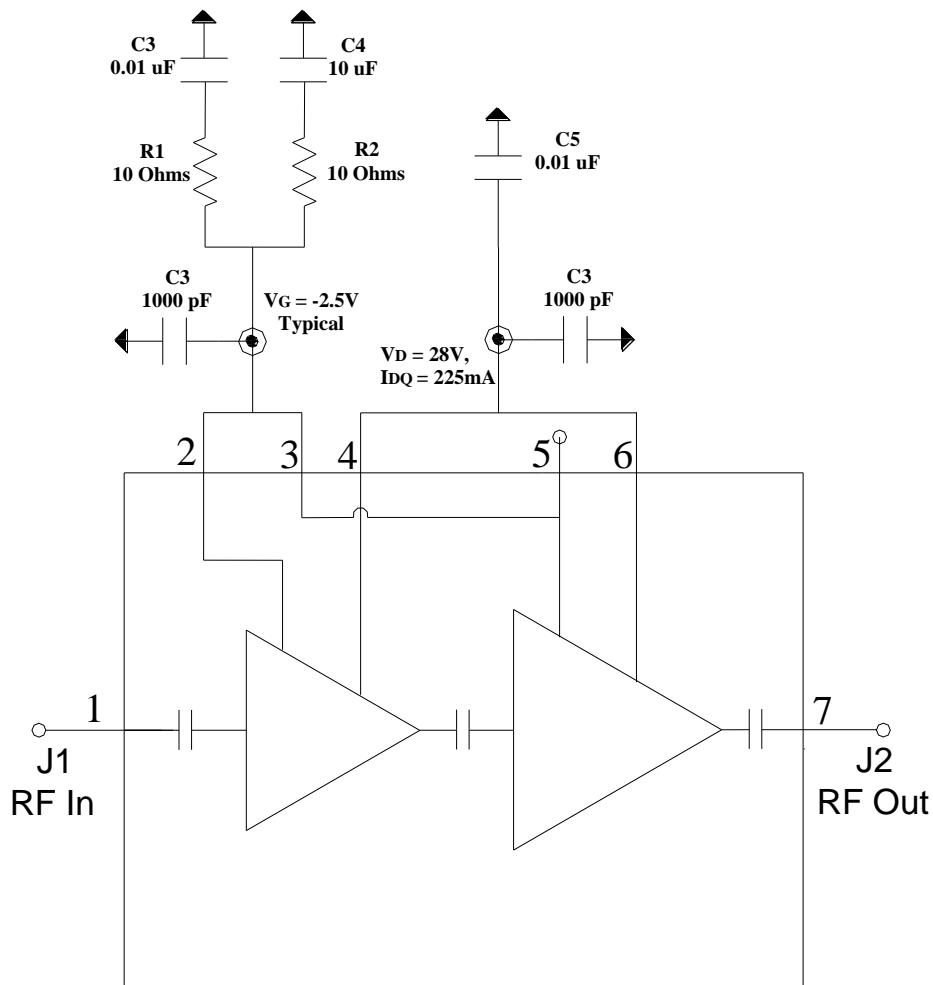 C3
0.01 uF
C4
10 uF
R1
10 Ohms
R2
10 Ohms
C5
0.01 uF
C3
1000 pF
VG = -2.5V
Typical
C3
1000 pF
VD = 28V,
IDQ = 225mA
2
3
4
5
6
1
7
J1
RF In
J2
RF Out